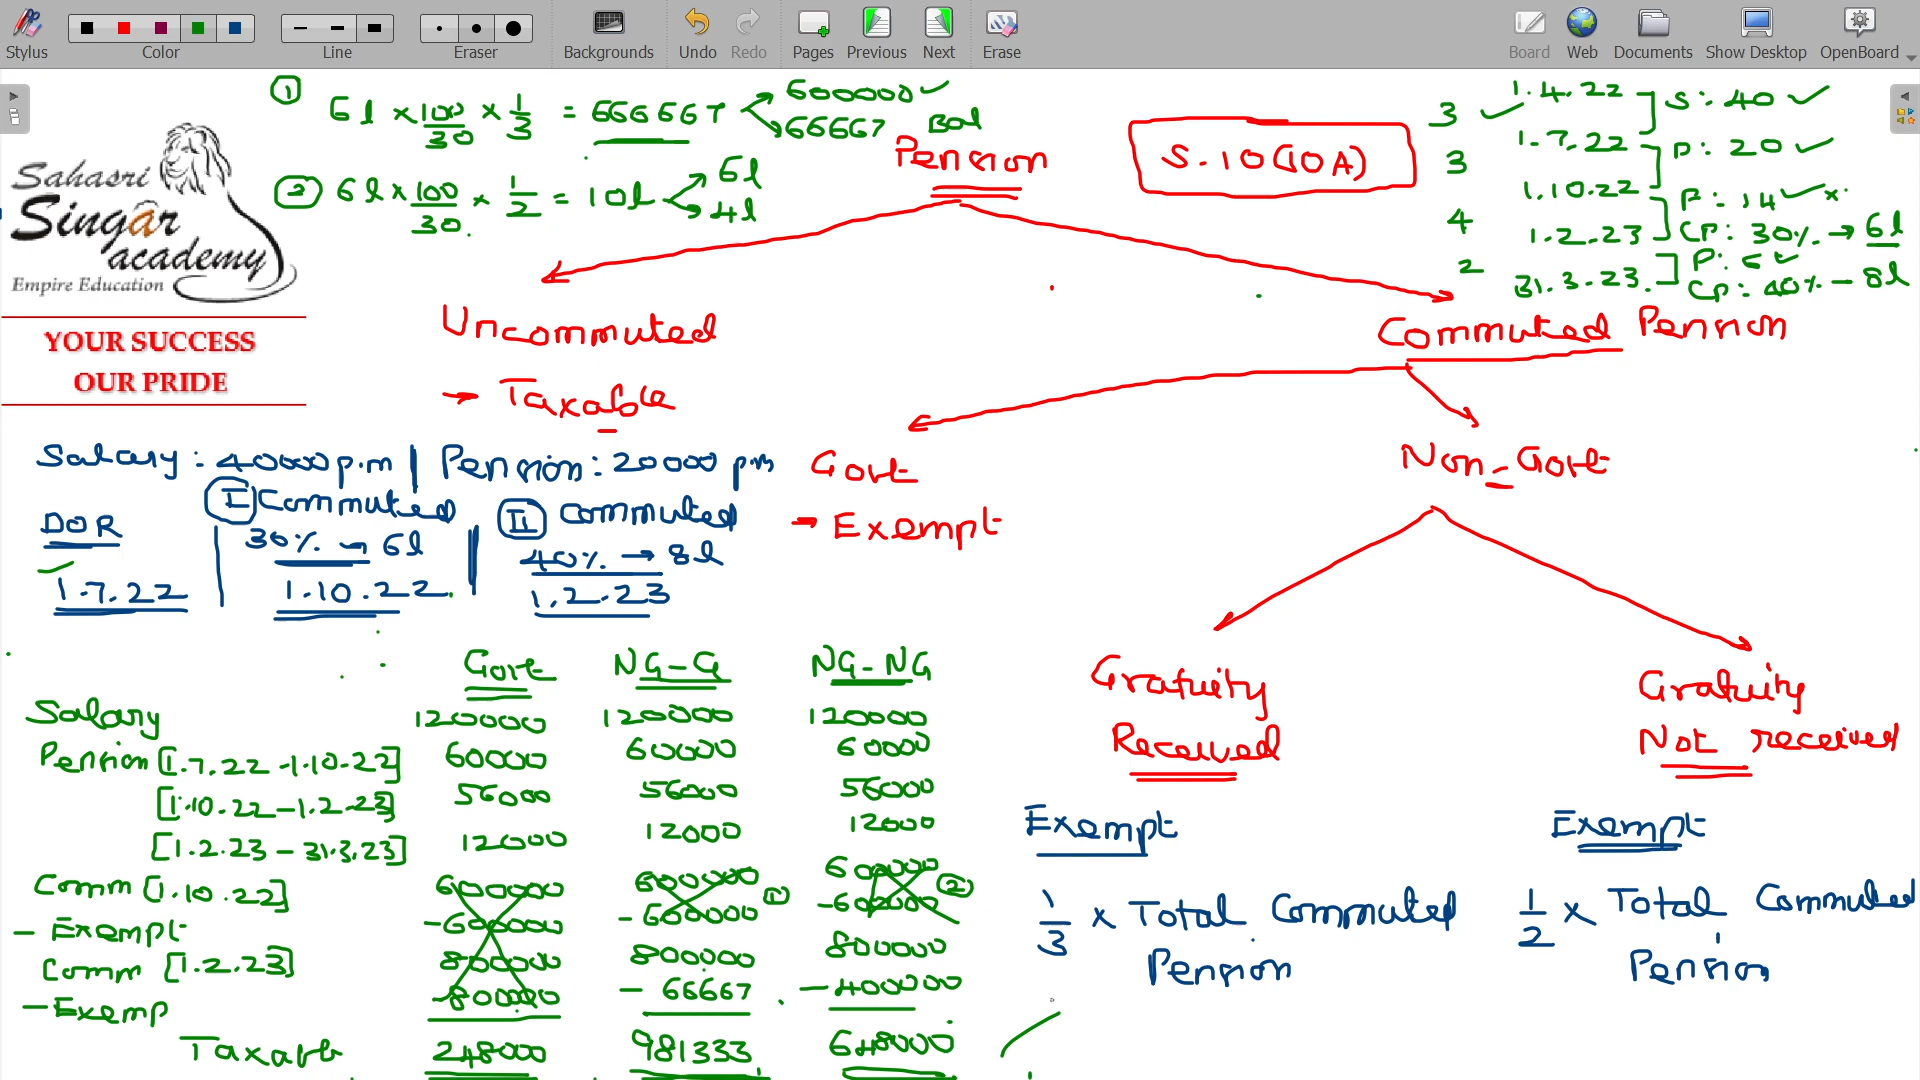 Stylus Color Line Eraser Backgrounds Undo Redo Pages Previous Next Erase Board Web Documents Show Desktop OpenBoard
Sahasri
Singar
academy
Empire Education
YOUR SUCCESS
OUR PRIDE
① 6l × 100/30 × 1/3 = 666667 → 600000 ✓
→ 66667 Bal
② 6l × 100/30 × 1/2 = 10l → 6l
→ 4l
Pension
S.10(10A)
3 ✓ 1.4.22 S: 40 ✓
3 1.7.22 P: 20 ✓
1.10.22 P: 14 ✓
4 1.2.23 CP: 30% → 6l
2 31.3.23 P: 6 ✓
CP: 40% - 8l
Uncommuted
→ Taxable
Commuted Pension
Govt
→ Exempt
Non-Govt
Salary: 40000 p.m | Pension: 20000 pm
DOR
1.7.22
I Commuted
30% → 6l
1.10.22
II Commuted
40% → 8l
1.2.23
Gratuity
Received
Gratuity
Not received
Exempt
1/3 × Total Commuted
Pension
Exempt
1/2 × Total Commuted
Pension
Govt NG-G NG-NG
Salary 120000 120000 120000
Pension [1.7.22 - 1.10.22] 60000 60000 60000
[1.10.22 - 1.2.23] 56000 56000 56000
[1.2.23 - 31.3.23] 12000 12000 12000
Comm [1.10.22] 600000 600000 600000
- Exempt -600000 -600000 ① -600000 ②
Comm [1.2.23] 800000 800000 800000
- Exemp -800000 - 66667 -400000
Taxable 248000 981333 648000